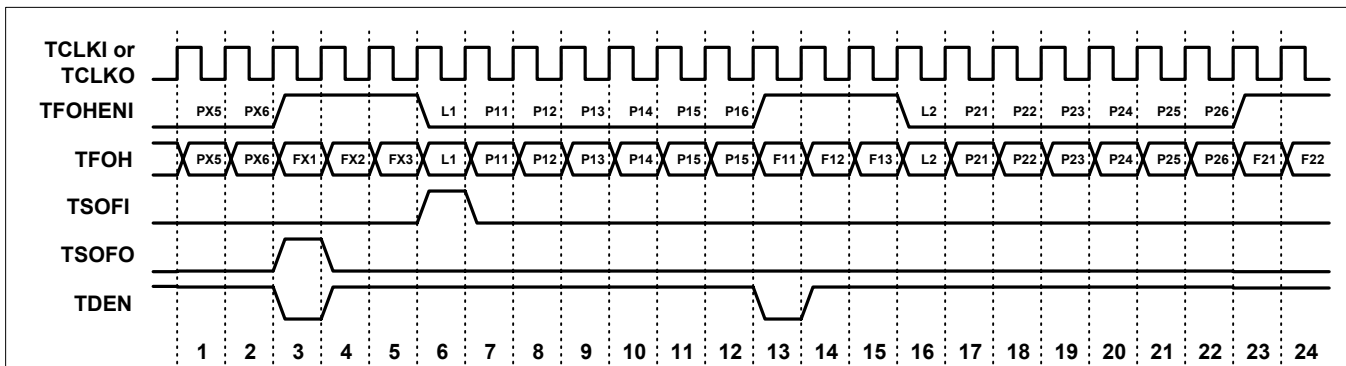 TCLKI or
TCLKO
TFOHENI PX5 PX6 L1 P11 P12 P13 P14 P15 P16 L2 P21 P22 P23 P24 P25 P26
TFOH PX5 PX6 FX1 FX2 FX3 L1 P11 P12 P13 P14 P15 P15 F11 F12 F13 L2 P21 P22 P23 P24 P25 P26 F21 F22
TSOFI
TSOFO
TDEN
1 2 3 4 5 6 7 8 9 10 11 12 13 14 15 16 17 18 19 20 21 22 23 24